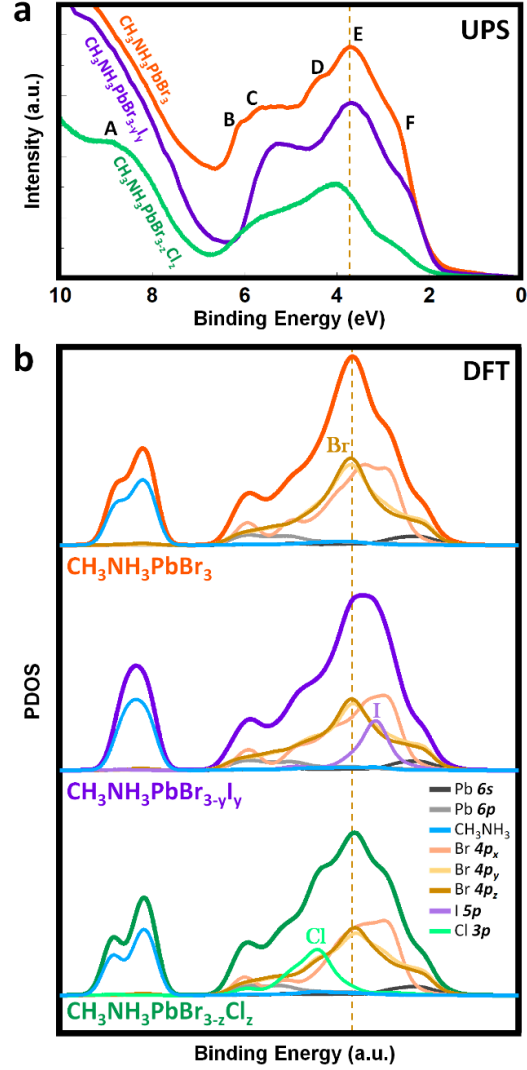 a
UPS
CH3NH3PbBr3
CH3NH3PbBr3-yIy
CH3NH3PbBr3-zClz
A
B
C
D
E
F
Intensity (a.u.)
10 8 6 4 2 0
Binding Energy (eV)
b
DFT
Br
CH3NH3PbBr3
I
CH3NH3PbBr3-yIy
Cl
CH3NH3PbBr3-zClz
PDOS
Pb 6s
Pb 6p
CH3NH3
Br 4px
Br 4py
Br 4pz
I 5p
Cl 3p
Binding Energy (a.u.)